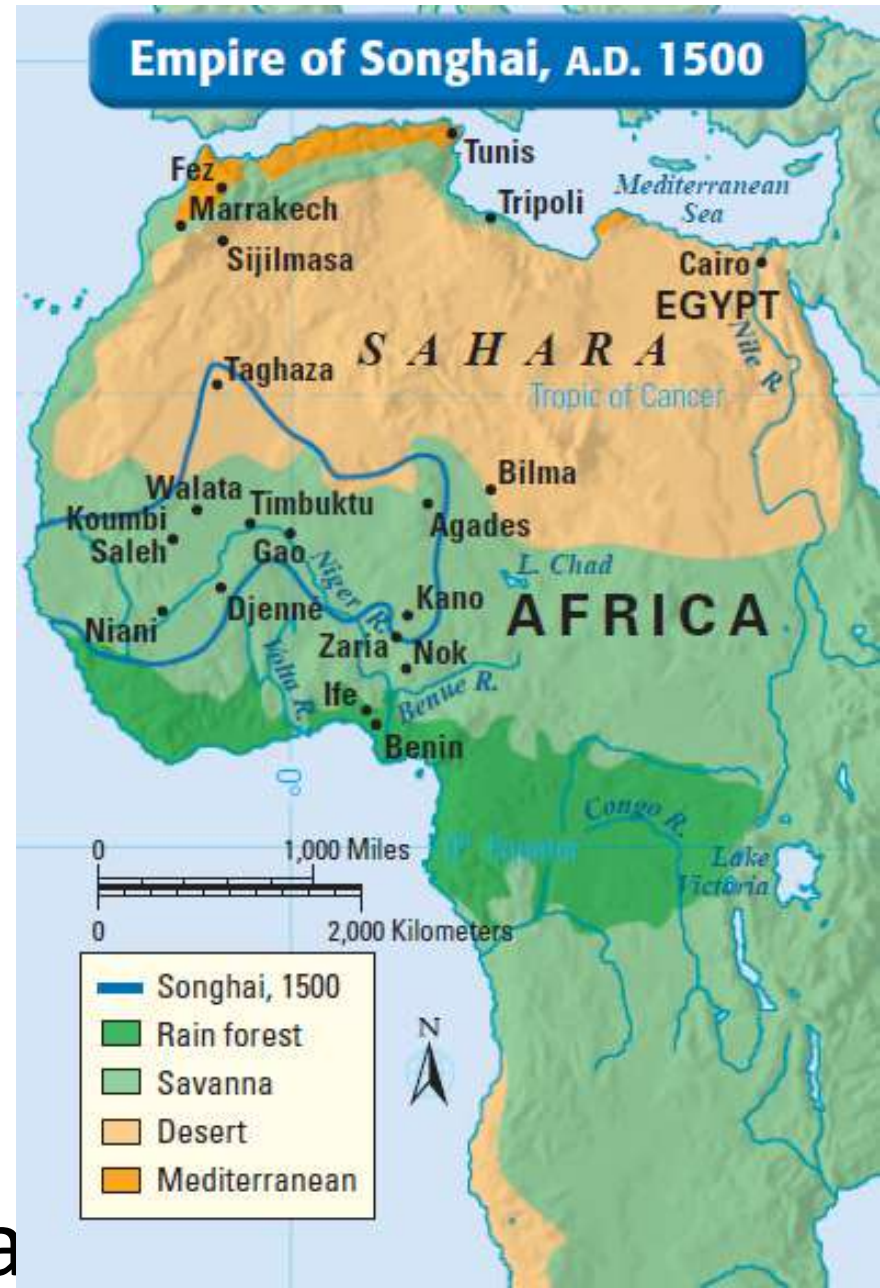 Empire of Songhai, A.D. 1500
Tunis
Fez
Mediterranean
Sea
Marrakech
Tripoli
Sijilmasa
Cairo
EGYPT
Nile R.
SAHARA
Taghaza
Tropic of Cancer
Walata
Bilma
Koumbi
Saleh
Timbuktu
Agades
Gao
Niger R.
L. Chad
AFRICA
Djenné
Kano
Niani
Zaria
Nok
Volta R.
Ife
Benue R.
Benin
0°
Congo R.
Lake
Victoria
0
1,000 Miles
0
2,000 Kilometers
Songhai, 1500
Rain forest
Savanna
Desert
Mediterranean
N
a